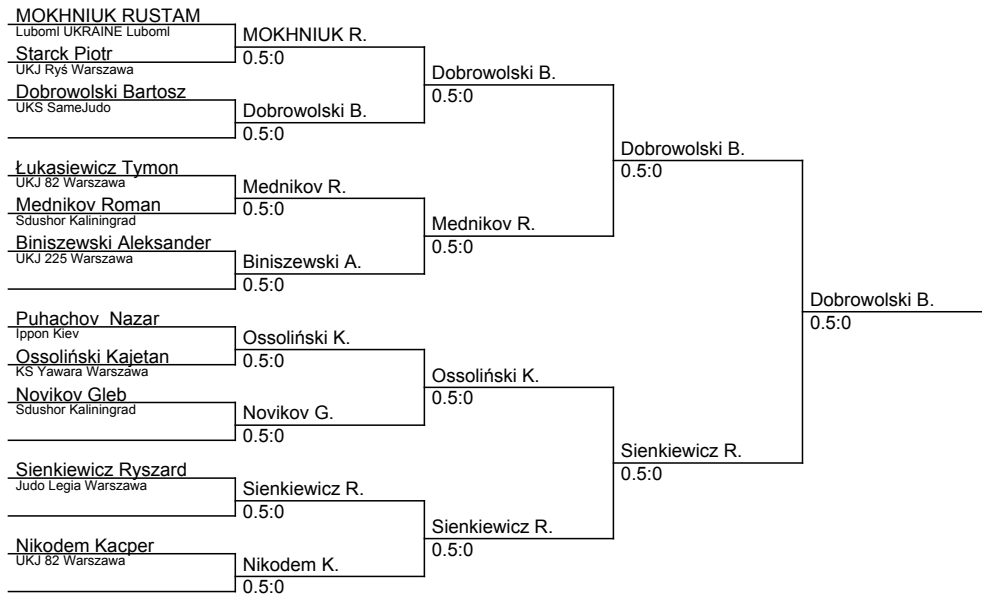 MOKHNIUK RUSTAM
Luboml UKRAINE Luboml
Starck Piotr
UKJ Ryś Warszawa
Dobrowolski Bartosz
UKS SameJudo
Łukasiewicz Tymon
UKJ 82 Warszawa
Mednikov Roman
Sdushor Kaliningrad
Biniszewski Aleksander
UKJ 225 Warszawa
Puhachov  Nazar
Ippon Kiev
Ossoliński Kajetan
KS Yawara Warszawa
Novikov Gleb
Sdushor Kaliningrad
Sienkiewicz Ryszard
Judo Legia Warszawa
Nikodem Kacper
UKJ 82 Warszawa
MOKHNIUK R.
0.5:0
Dobrowolski B.
0.5:0
Mednikov R.
0.5:0
Biniszewski A.
0.5:0
Ossoliński K.
0.5:0
Novikov G.
0.5:0
Sienkiewicz R.
0.5:0
Nikodem K.
0.5:0
Dobrowolski B.
0.5:0
Mednikov R.
0.5:0
Ossoliński K.
0.5:0
Sienkiewicz R.
0.5:0
Dobrowolski B.
0.5:0
Sienkiewicz R.
0.5:0
Dobrowolski B.
0.5:0